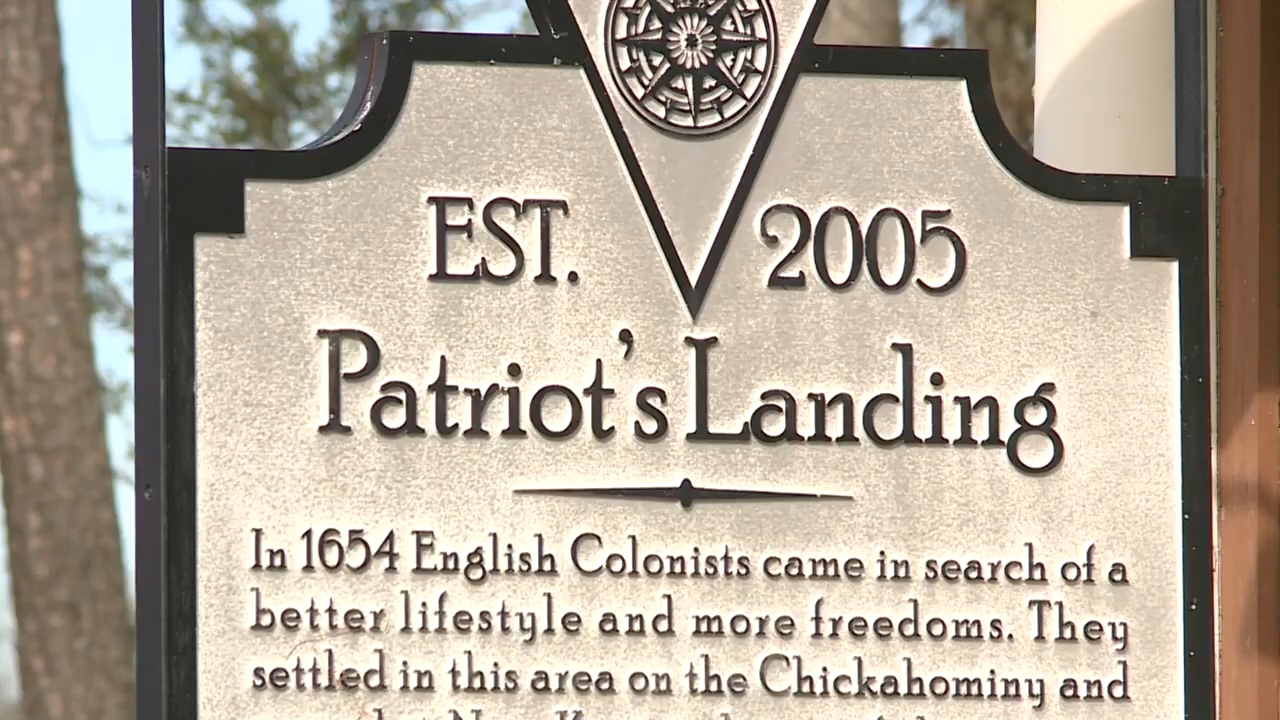 EST. 2005
Patriot's Landing
In 1654 English Colonists came in search of a
better lifestyle and more freedoms. They
settled in this area on the Chickahominy and